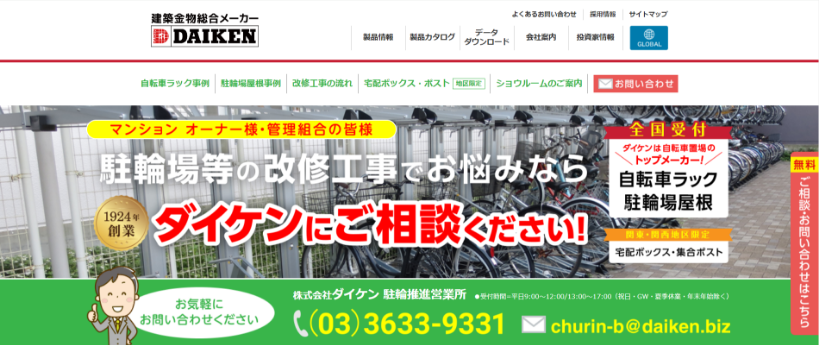 建築金物総合メーカー
DAIKEN
よくあるお問い合わせ 採用情報 サイトマップ
製品情報 製品カタログ データ
ダウンロード 会社案内 投資家情報 GLOBAL
自転車ラック事例 駐輪場屋根事例 改修工事の流れ 宅配ボックス・ポスト 地区限定 ショウルームのご案内 お問い合わせ
マンション オーナー様・管理組合の皆様
駐輪場等の改修工事でお悩みなら
1924年
創業
ダイケンにご相談ください!
全国受付
ダイケンは自転車置場の
トップメーカー!
自転車ラック
駐輪場屋根
関東・関西地区限定
宅配ボックス・集合ポスト
無料
ご相談・お問い合わせはこちら
お気軽に
お問い合わせください
株式会社ダイケン 駐輪推進営業所 ●受付時間=平日9:00〜12:00/13:00〜17:00(祝日・GW・夏季休業・年末年始除く)
(03)3633-9331 churin-b@daiken.biz